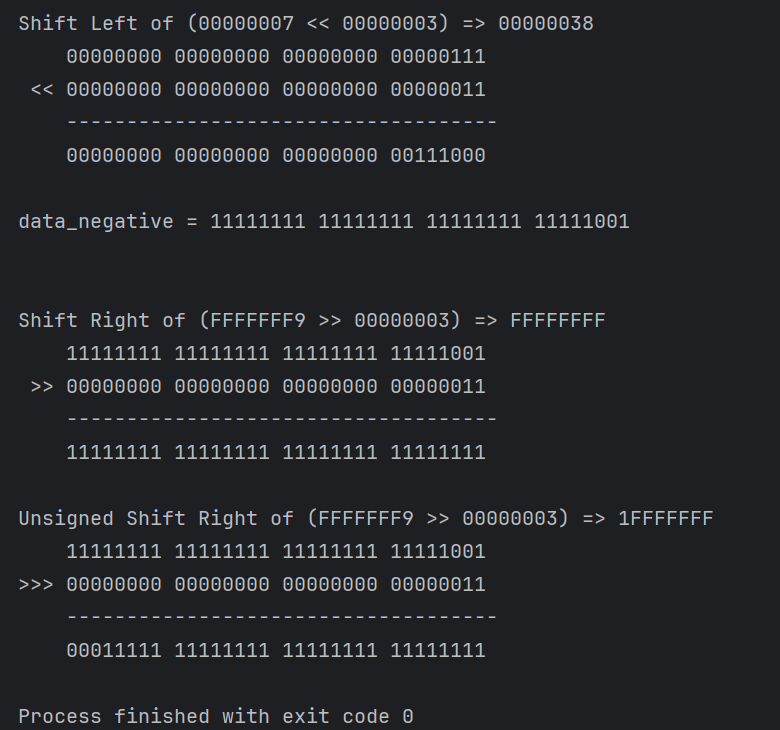 Shift Left of (00000007 << 00000003) => 00000038
    00000000 00000000 00000000 00000111
 << 00000000 00000000 00000000 00000011
    ------------------------------------
    00000000 00000000 00000000 00111000

data_negative = 11111111 11111111 11111111 11111001


Shift Right of (FFFFFFF9 >> 00000003) => FFFFFFFF
    11111111 11111111 11111111 11111001
 >> 00000000 00000000 00000000 00000011
    ------------------------------------
    11111111 11111111 11111111 11111111

Unsigned Shift Right of (FFFFFFF9 >> 00000003) => 1FFFFFFF
    11111111 11111111 11111111 11111001
>>> 00000000 00000000 00000000 00000011
    ------------------------------------
    00011111 11111111 11111111 11111111

Process finished with exit code 0